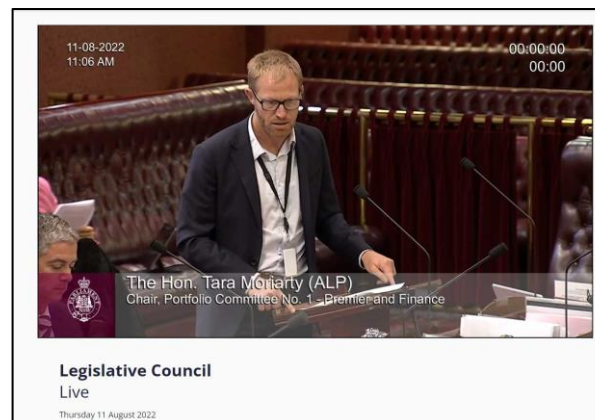 11-08-2022
11:06 AM
00:00:00
00:00
The Hon. Tara Moriarty (ALP)
Chair, Portfolio Committee No. 1 - Premier and Finance
Legislative Council
Live
Thursday 11 August 2022